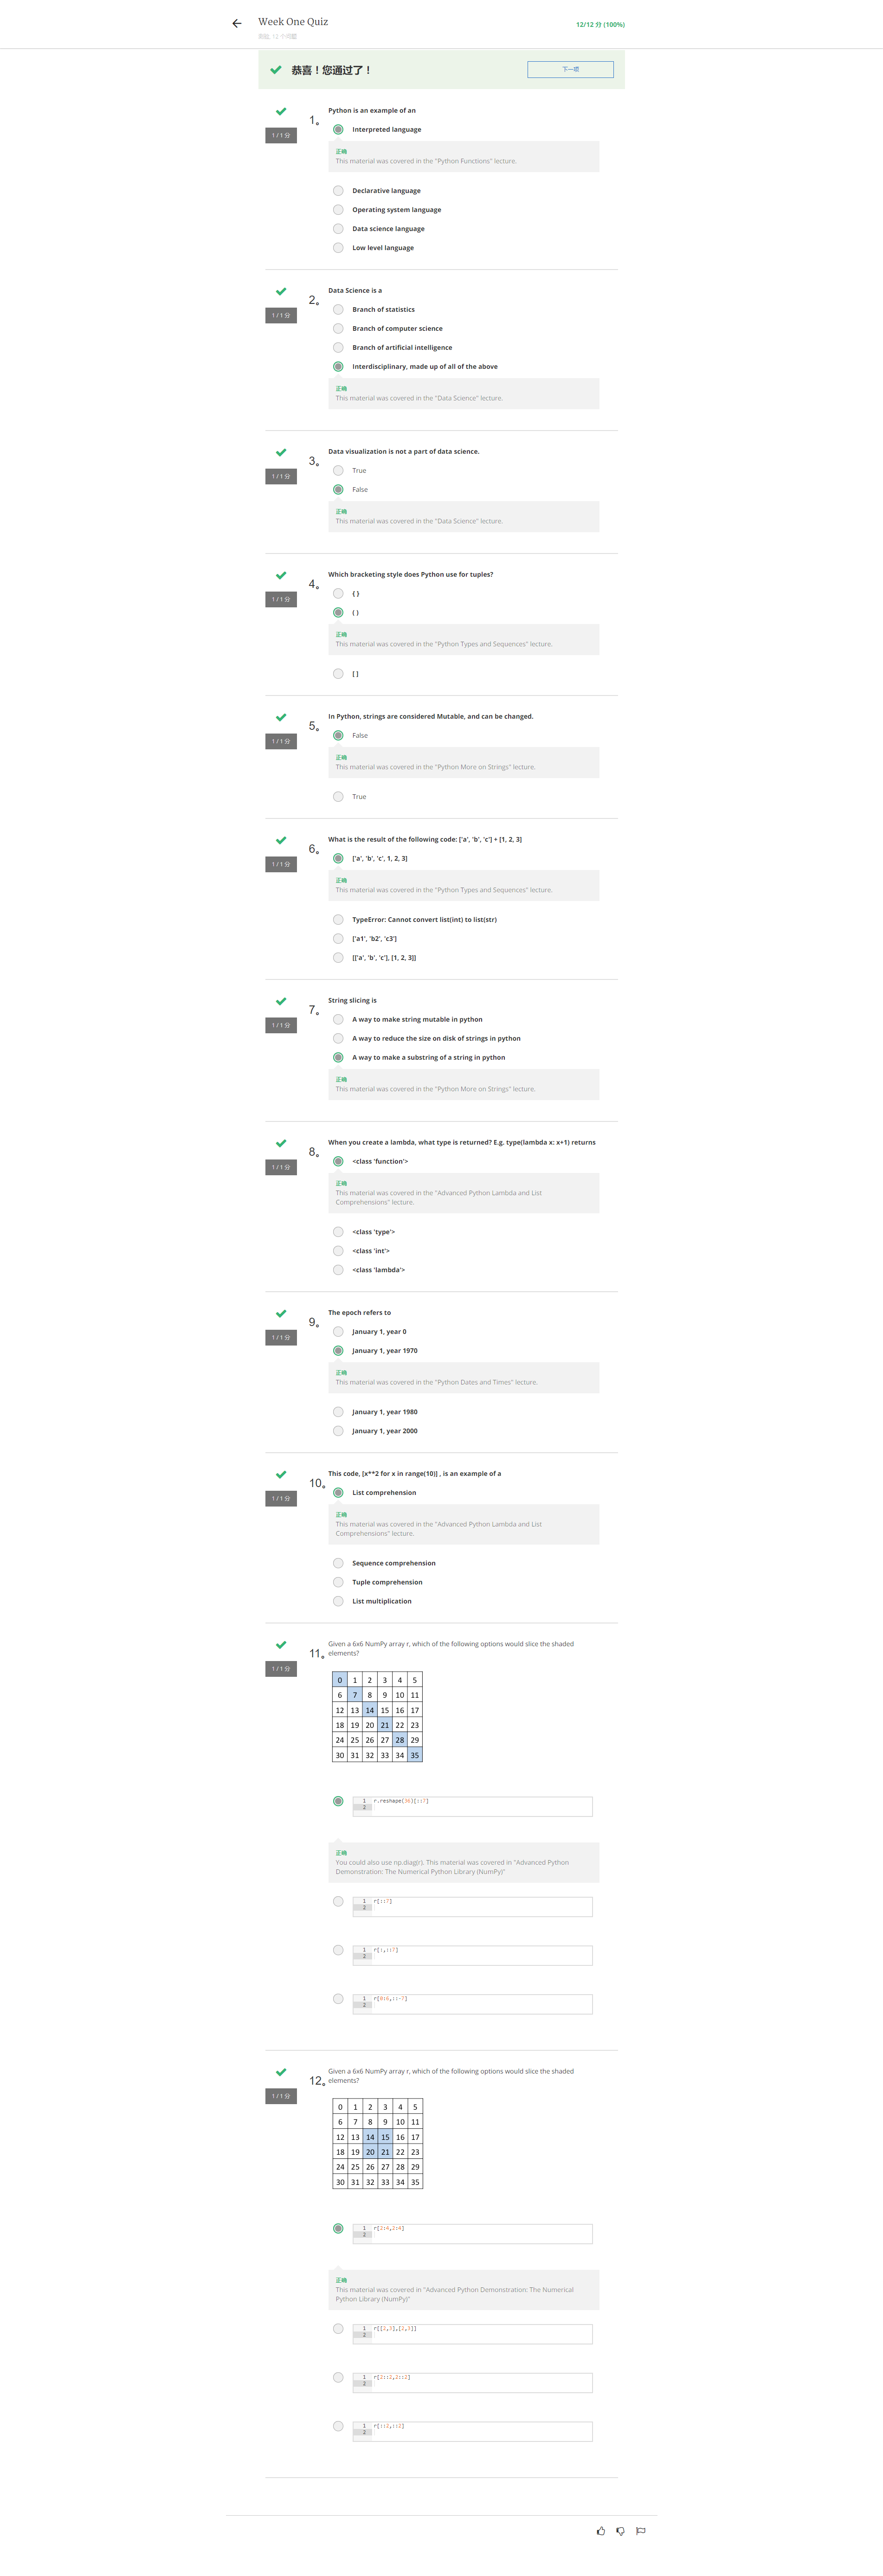 Week One Quiz
12/12 分 (100%)
测验, 12 个问题
恭喜！您通过了！
下一项
1。
Python is an example of an
1 / 1 分
Interpreted language
正确
This material was covered in the "Python Functions" lecture.
Declarative language
Operating system language
Data science language
Low level language
2。
Data Science is a
1 / 1 分
Branch of statistics
Branch of computer science
Branch of artificial intelligence
Interdisciplinary, made up of all of the above
正确
This material was covered in the "Data Science" lecture.
3。
Data visualization is not a part of data science.
1 / 1 分
True
False
正确
This material was covered in the "Data Science" lecture.
4。
Which bracketing style does Python use for tuples?
1 / 1 分
{ }
( )
正确
This material was covered in the "Python Types and Sequences" lecture.
[ ]
5。
In Python, strings are considered Mutable, and can be changed.
1 / 1 分
False
正确
This material was covered in the "Python More on Strings" lecture.
True
6。
What is the result of the following code: ['a', 'b', 'c'] + [1, 2, 3]
1 / 1 分
['a', 'b', 'c', 1, 2, 3]
正确
This material was covered in the "Python Types and Sequences" lecture.
TypeError: Cannot convert list(int) to list(str)
['a1', 'b2', 'c3']
[['a', 'b', 'c'], [1, 2, 3]]
7。
String slicing is
1 / 1 分
A way to make string mutable in python
A way to reduce the size on disk of strings in python
A way to make a substring of a string in python
正确
This material was covered in the "Python More on Strings" lecture.
8。
When you create a lambda, what type is returned? E.g. type(lambda x: x+1) returns
1 / 1 分
<class 'function'>
正确
This material was covered in the "Advanced Python Lambda and List
Comprehensions" lecture.
<class 'type'>
<class 'int'>
<class 'lambda'>
9。
The epoch refers to
1 / 1 分
January 1, year 0
January 1, year 1970
正确
This material was covered in the "Python Dates and Times" lecture.
January 1, year 1980
January 1, year 2000
10。
This code, [x**2 for x in range(10)] , is an example of a
1 / 1 分
List comprehension
正确
This material was covered in the "Advanced Python Lambda and List
Comprehensions" lecture.
Sequence comprehension
Tuple comprehension
List multiplication
11。
Given a 6x6 NumPy array r, which of the following options would slice the shaded
elements?
1 / 1 分
0 1 2 3 4 5
6 7 8 9 10 11
12 13 14 15 16 17
18 19 20 21 22 23
24 25 26 27 28 29
30 31 32 33 34 35
1 r.reshape(36)[::7]
2
正确
You could also use np.diag(r). This material was covered in "Advanced Python
Demonstration: The Numerical Python Library (NumPy)"
1 r[::7]
2
1 r[:,::7]
2
1 r[0:6,::-7]
2
12。
Given a 6x6 NumPy array r, which of the following options would slice the shaded
elements?
1 / 1 分
0 1 2 3 4 5
6 7 8 9 10 11
12 13 14 15 16 17
18 19 20 21 22 23
24 25 26 27 28 29
30 31 32 33 34 35
1 r[2:4,2:4]
2
正确
This material was covered in "Advanced Python Demonstration: The Numerical
Python Library (NumPy)"
1 r[[2,3],[2,3]]
2
1 r[2::2,2::2]
2
1 r[::2,::2]
2